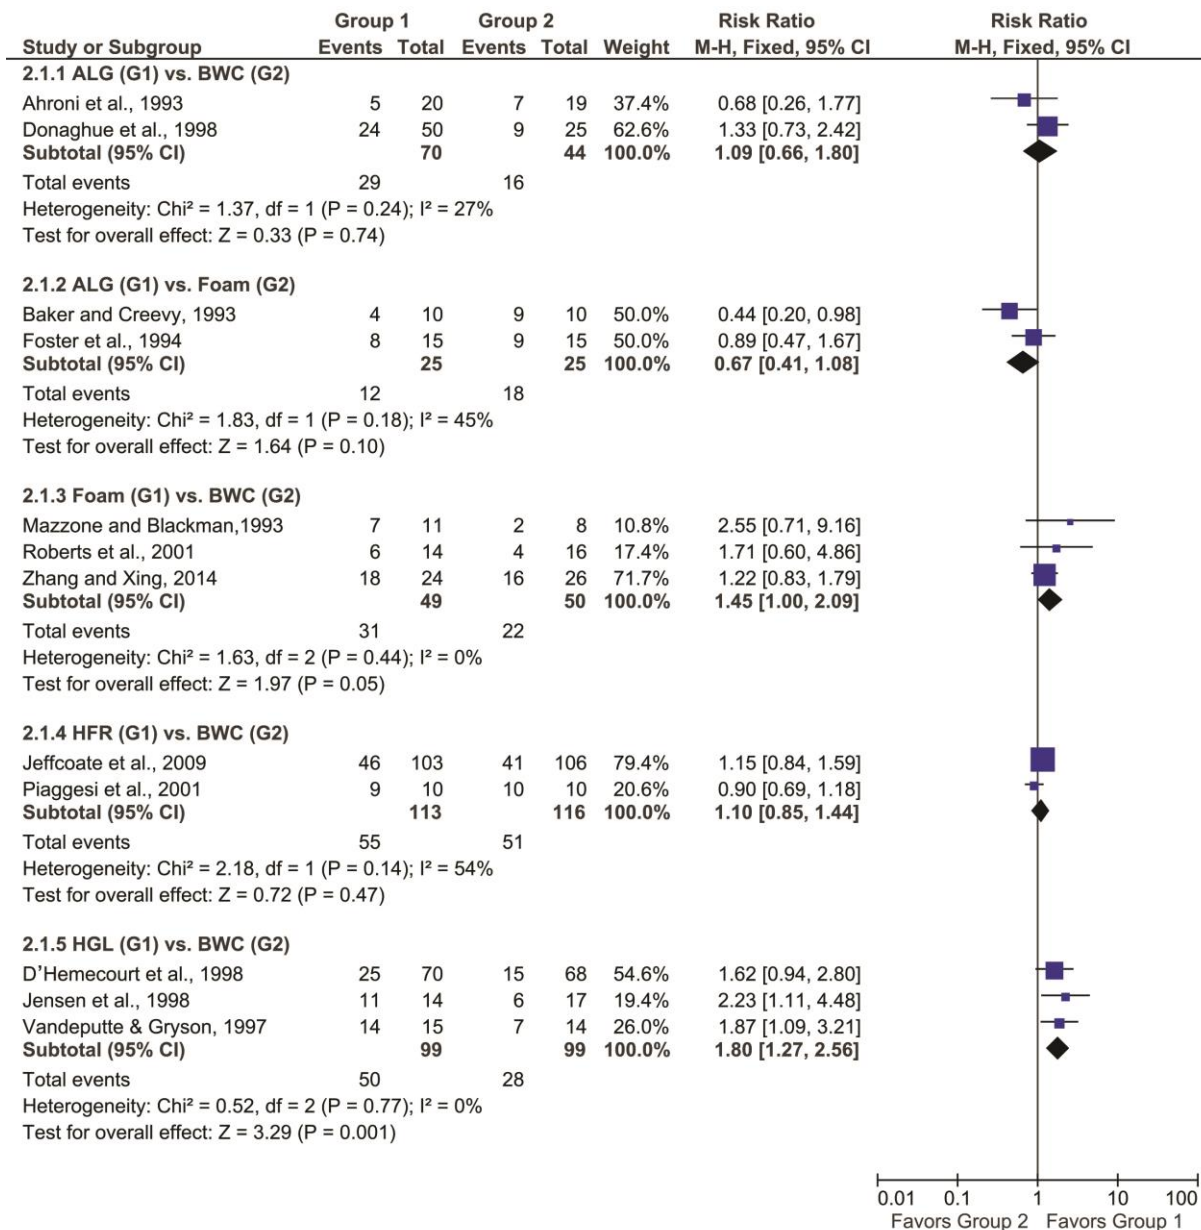 Group 1 Group 2 Risk Ratio Risk Ratio
Study or Subgroup Events Total Events Total Weight M-H, Fixed, 95% CI M-H, Fixed, 95% CI
2.1.1 ALG (G1) vs. BWC (G2)
Ahroni et al., 1993 5 20 7 19 37.4% 0.68 [0.26, 1.77]
Donaghue et al., 1998 24 50 9 25 62.6% 1.33 [0.73, 2.42]
Subtotal (95% CI) 70 44 100.0% 1.09 [0.66, 1.80]
Total events 29 16
Heterogeneity: Chi² = 1.37, df = 1 (P = 0.24); I² = 27%
Test for overall effect: Z = 0.33 (P = 0.74)
2.1.2 ALG (G1) vs. Foam (G2)
Baker and Creevy, 1993 4 10 9 10 50.0% 0.44 [0.20, 0.98]
Foster et al., 1994 8 15 9 15 50.0% 0.89 [0.47, 1.67]
Subtotal (95% CI) 25 25 100.0% 0.67 [0.41, 1.08]
Total events 12 18
Heterogeneity: Chi² = 1.83, df = 1 (P = 0.18); I² = 45%
Test for overall effect: Z = 1.64 (P = 0.10)
2.1.3 Foam (G1) vs. BWC (G2)
Mazzone and Blackman,1993 7 11 2 8 10.8% 2.55 [0.71, 9.16]
Roberts et al., 2001 6 14 4 16 17.4% 1.71 [0.60, 4.86]
Zhang and Xing, 2014 18 24 16 26 71.7% 1.22 [0.83, 1.79]
Subtotal (95% CI) 49 50 100.0% 1.45 [1.00, 2.09]
Total events 31 22
Heterogeneity: Chi² = 1.63, df = 2 (P = 0.44); I² = 0%
Test for overall effect: Z = 1.97 (P = 0.05)
2.1.4 HFR (G1) vs. BWC (G2)
Jeffcoate et al., 2009 46 103 41 106 79.4% 1.15 [0.84, 1.59]
Piaggesi et al., 2001 9 10 10 10 20.6% 0.90 [0.69, 1.18]
Subtotal (95% CI) 113 116 100.0% 1.10 [0.85, 1.44]
Total events 55 51
Heterogeneity: Chi² = 2.18, df = 1 (P = 0.14); I² = 54%
Test for overall effect: Z = 0.72 (P = 0.47)
2.1.5 HGL (G1) vs. BWC (G2)
D'Hemecourt et al., 1998 25 70 15 68 54.6% 1.62 [0.94, 2.80]
Jensen et al., 1998 11 14 6 17 19.4% 2.23 [1.11, 4.48]
Vandeputte & Gryson, 1997 14 15 7 14 26.0% 1.87 [1.09, 3.21]
Subtotal (95% CI) 99 99 100.0% 1.80 [1.27, 2.56]
Total events 50 28
Heterogeneity: Chi² = 0.52, df = 2 (P = 0.77); I² = 0%
Test for overall effect: Z = 3.29 (P = 0.001)
0.01 0.1 1 10 100
Favors Group 2 Favors Group 1